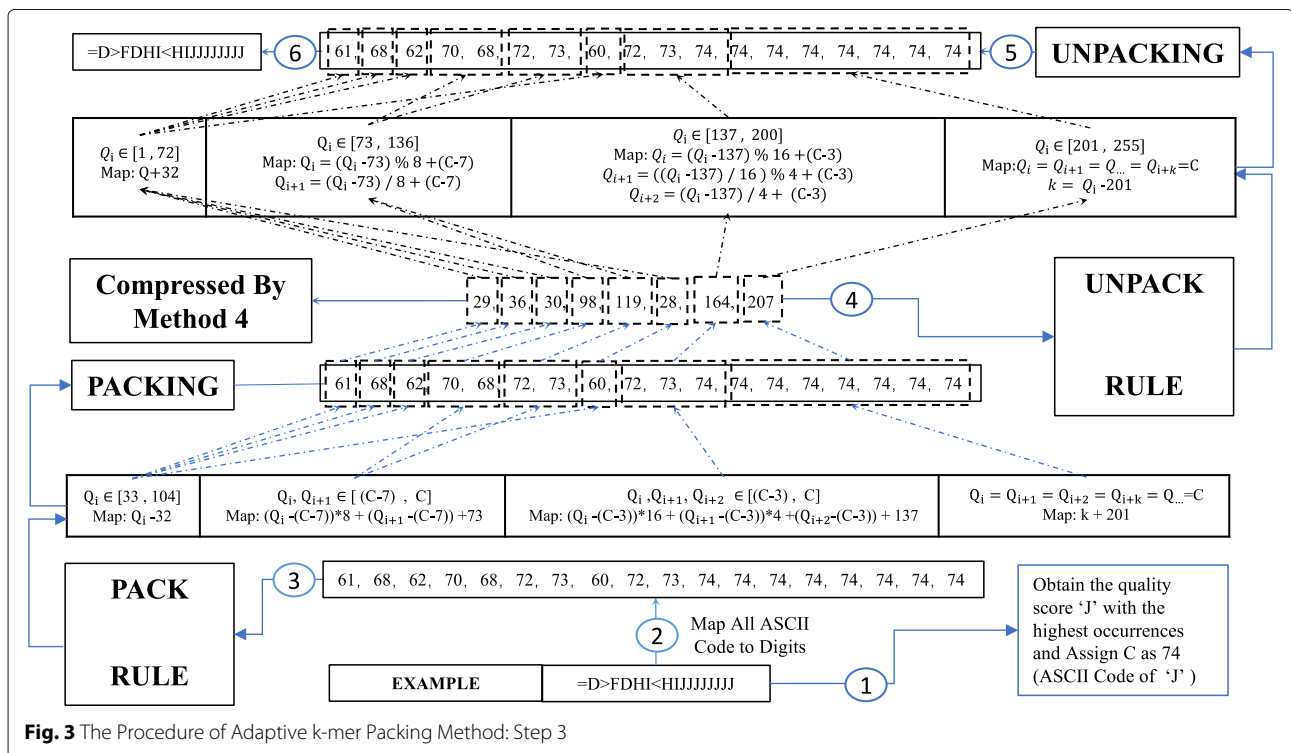 =D>FDHI<HIJJJJJJJJJ
6
61, 68, 62, 70, 68, 72, 73, 60, 72, 73, 74, 74, 74, 74, 74, 74, 74, 74
5
UNPACKING
Qi ∈ [1 , 72]
Map: Q+32
Qi ∈ [73 , 136]
Map: Qi = (Qi -73) % 8 +(C-7)
Qi+1 = (Qi -73) / 8 + (C-7)
Qi ∈ [137 , 200]
Map: Qi = (Qi -137) % 16 +(C-3)
Qi+1 = ((Qi -137) / 16 ) % 4 + (C-3)
Qi+2 = (Qi -137) / 4 + (C-3)
Qi ∈ [201 , 255]
Map:Qi = Qi+1 = Q... = Qi+k=C
k = Qi -201
Compressed By
Method 4
29, 36, 30, 98, 119, 28, 164, 207
4
UNPACK
RULE
PACKING
61, 68, 62, 70, 68, 72, 73, 60, 72, 73, 74, 74, 74, 74, 74, 74, 74, 74
Qi ∈ [33 , 104]
Map: Qi -32
Qi, Qi+1 ∈ [ (C-7) , C]
Map: (Qi -(C-7))*8 + (Qi+1 -(C-7)) +73
Qi ,Qi+1, Qi+2 ∈ [(C-3) , C]
Map: (Qi -(C-3))*16 + (Qi+1 -(C-3))*4 +(Qi+2 -(C-3)) + 137
Qi = Qi+1 = Qi+2 = Qi+k = Q...=C
Map: k + 201
PACK
RULE
3
61, 68, 62, 70, 68, 72, 73, 60, 72, 73, 74, 74, 74, 74, 74, 74, 74, 74
2
Map All ASCII
Code to Digits
EXAMPLE
=D>FDHI<HIJJJJJJJJJ
1
Obtain the quality
score ‘J’ with the
highest occurrences
and Assign C as 74
(ASCII Code of ‘J’ )
Fig. 3 The Procedure of Adaptive k-mer Packing Method: Step 3